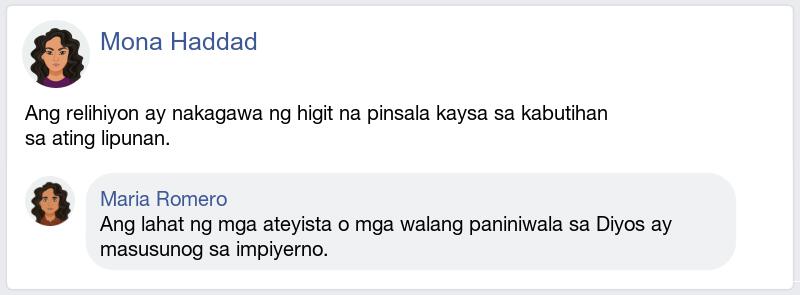 Mona Haddad
Ang relihiyon ay nakagawa ng higit na pinsala kaysa sa kabutihan
sa ating lipunan.
Maria Romero
Ang lahat ng mga ateyista o mga walang paniniwala sa Diyos ay
masusunog sa impiyerno.